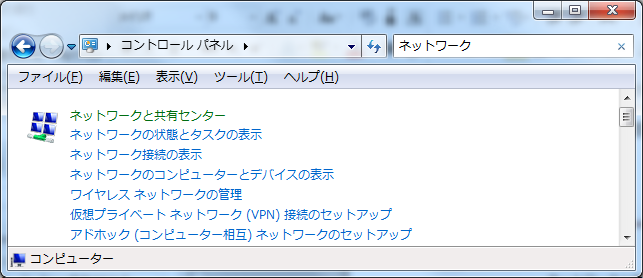 コントロール パネル
ネットワーク
ファイル(F) 編集(E) 表示(V) ツール(T) ヘルプ(H)
ネットワークと共有センター
ネットワークの状態とタスクの表示
ネットワーク接続の表示
ネットワークのコンピューターとデバイスの表示
ワイヤレス ネットワークの管理
仮想プライベート ネットワーク (VPN) 接続のセットアップ
アドホック (コンピューター相互) ネットワークのセットアップ
コンピューター